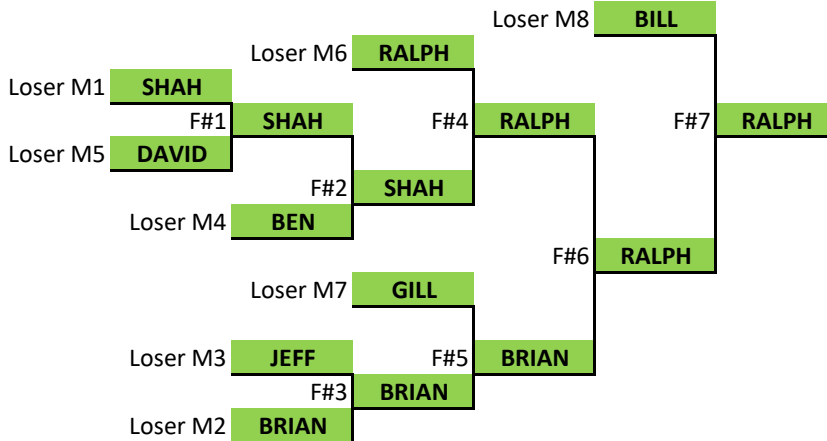 Loser M8 BILL
Loser M6 RALPH
Loser M1 SHAH
F#1 SHAH F#4 RALPH F#7 RALPH
Loser M5 DAVID
F#2 SHAH
Loser M4 BEN
F#6 RALPH
Loser M7 GILL
Loser M3 JEFF F#5 BRIAN
F#3 BRIAN
Loser M2 BRIAN